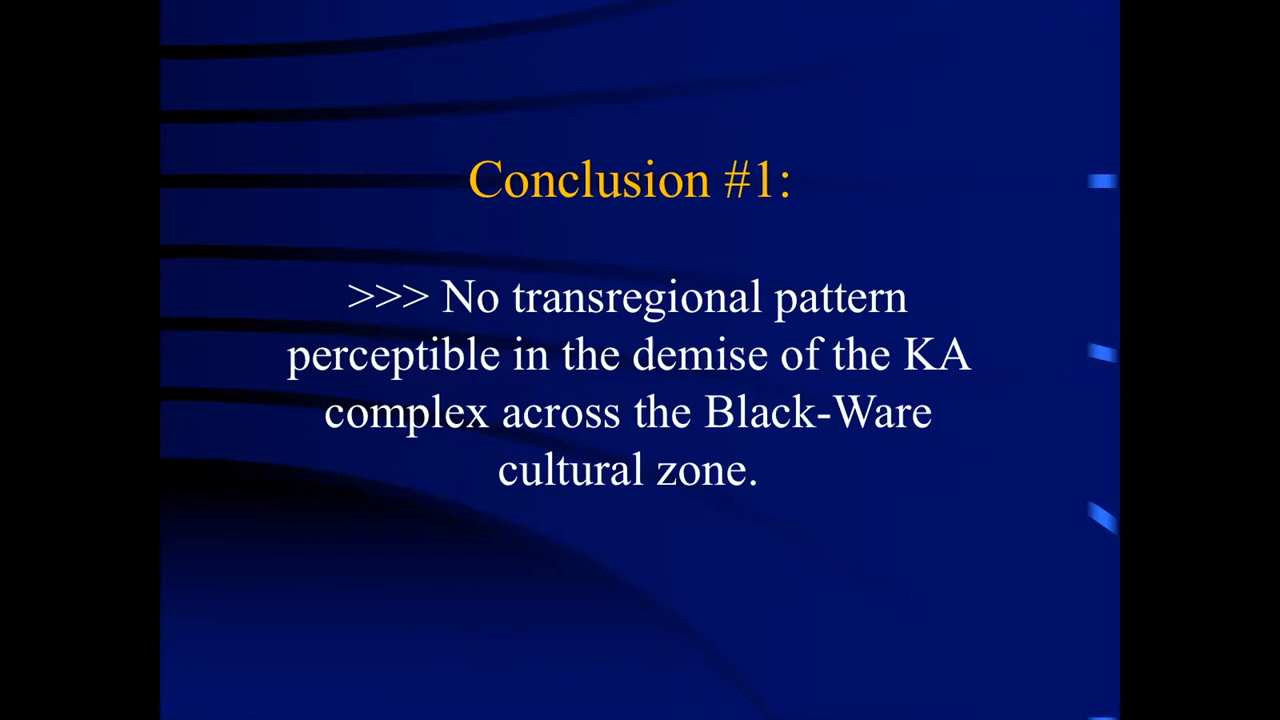 Conclusion #1:
>>> No transregional pattern
perceptible in the demise of the KA
complex across the Black-Ware
cultural zone.